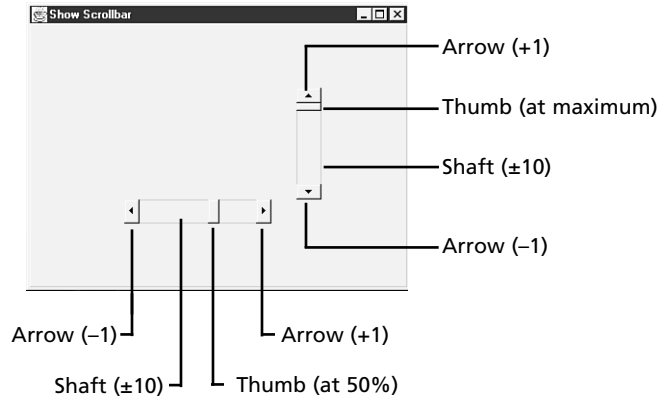 Show Scrollbar
Arrow (+1)
Thumb (at maximum)
Shaft (±10)
Arrow (–1)
Arrow (–1)
Arrow (+1)
Shaft (±10)
Thumb (at 50%)